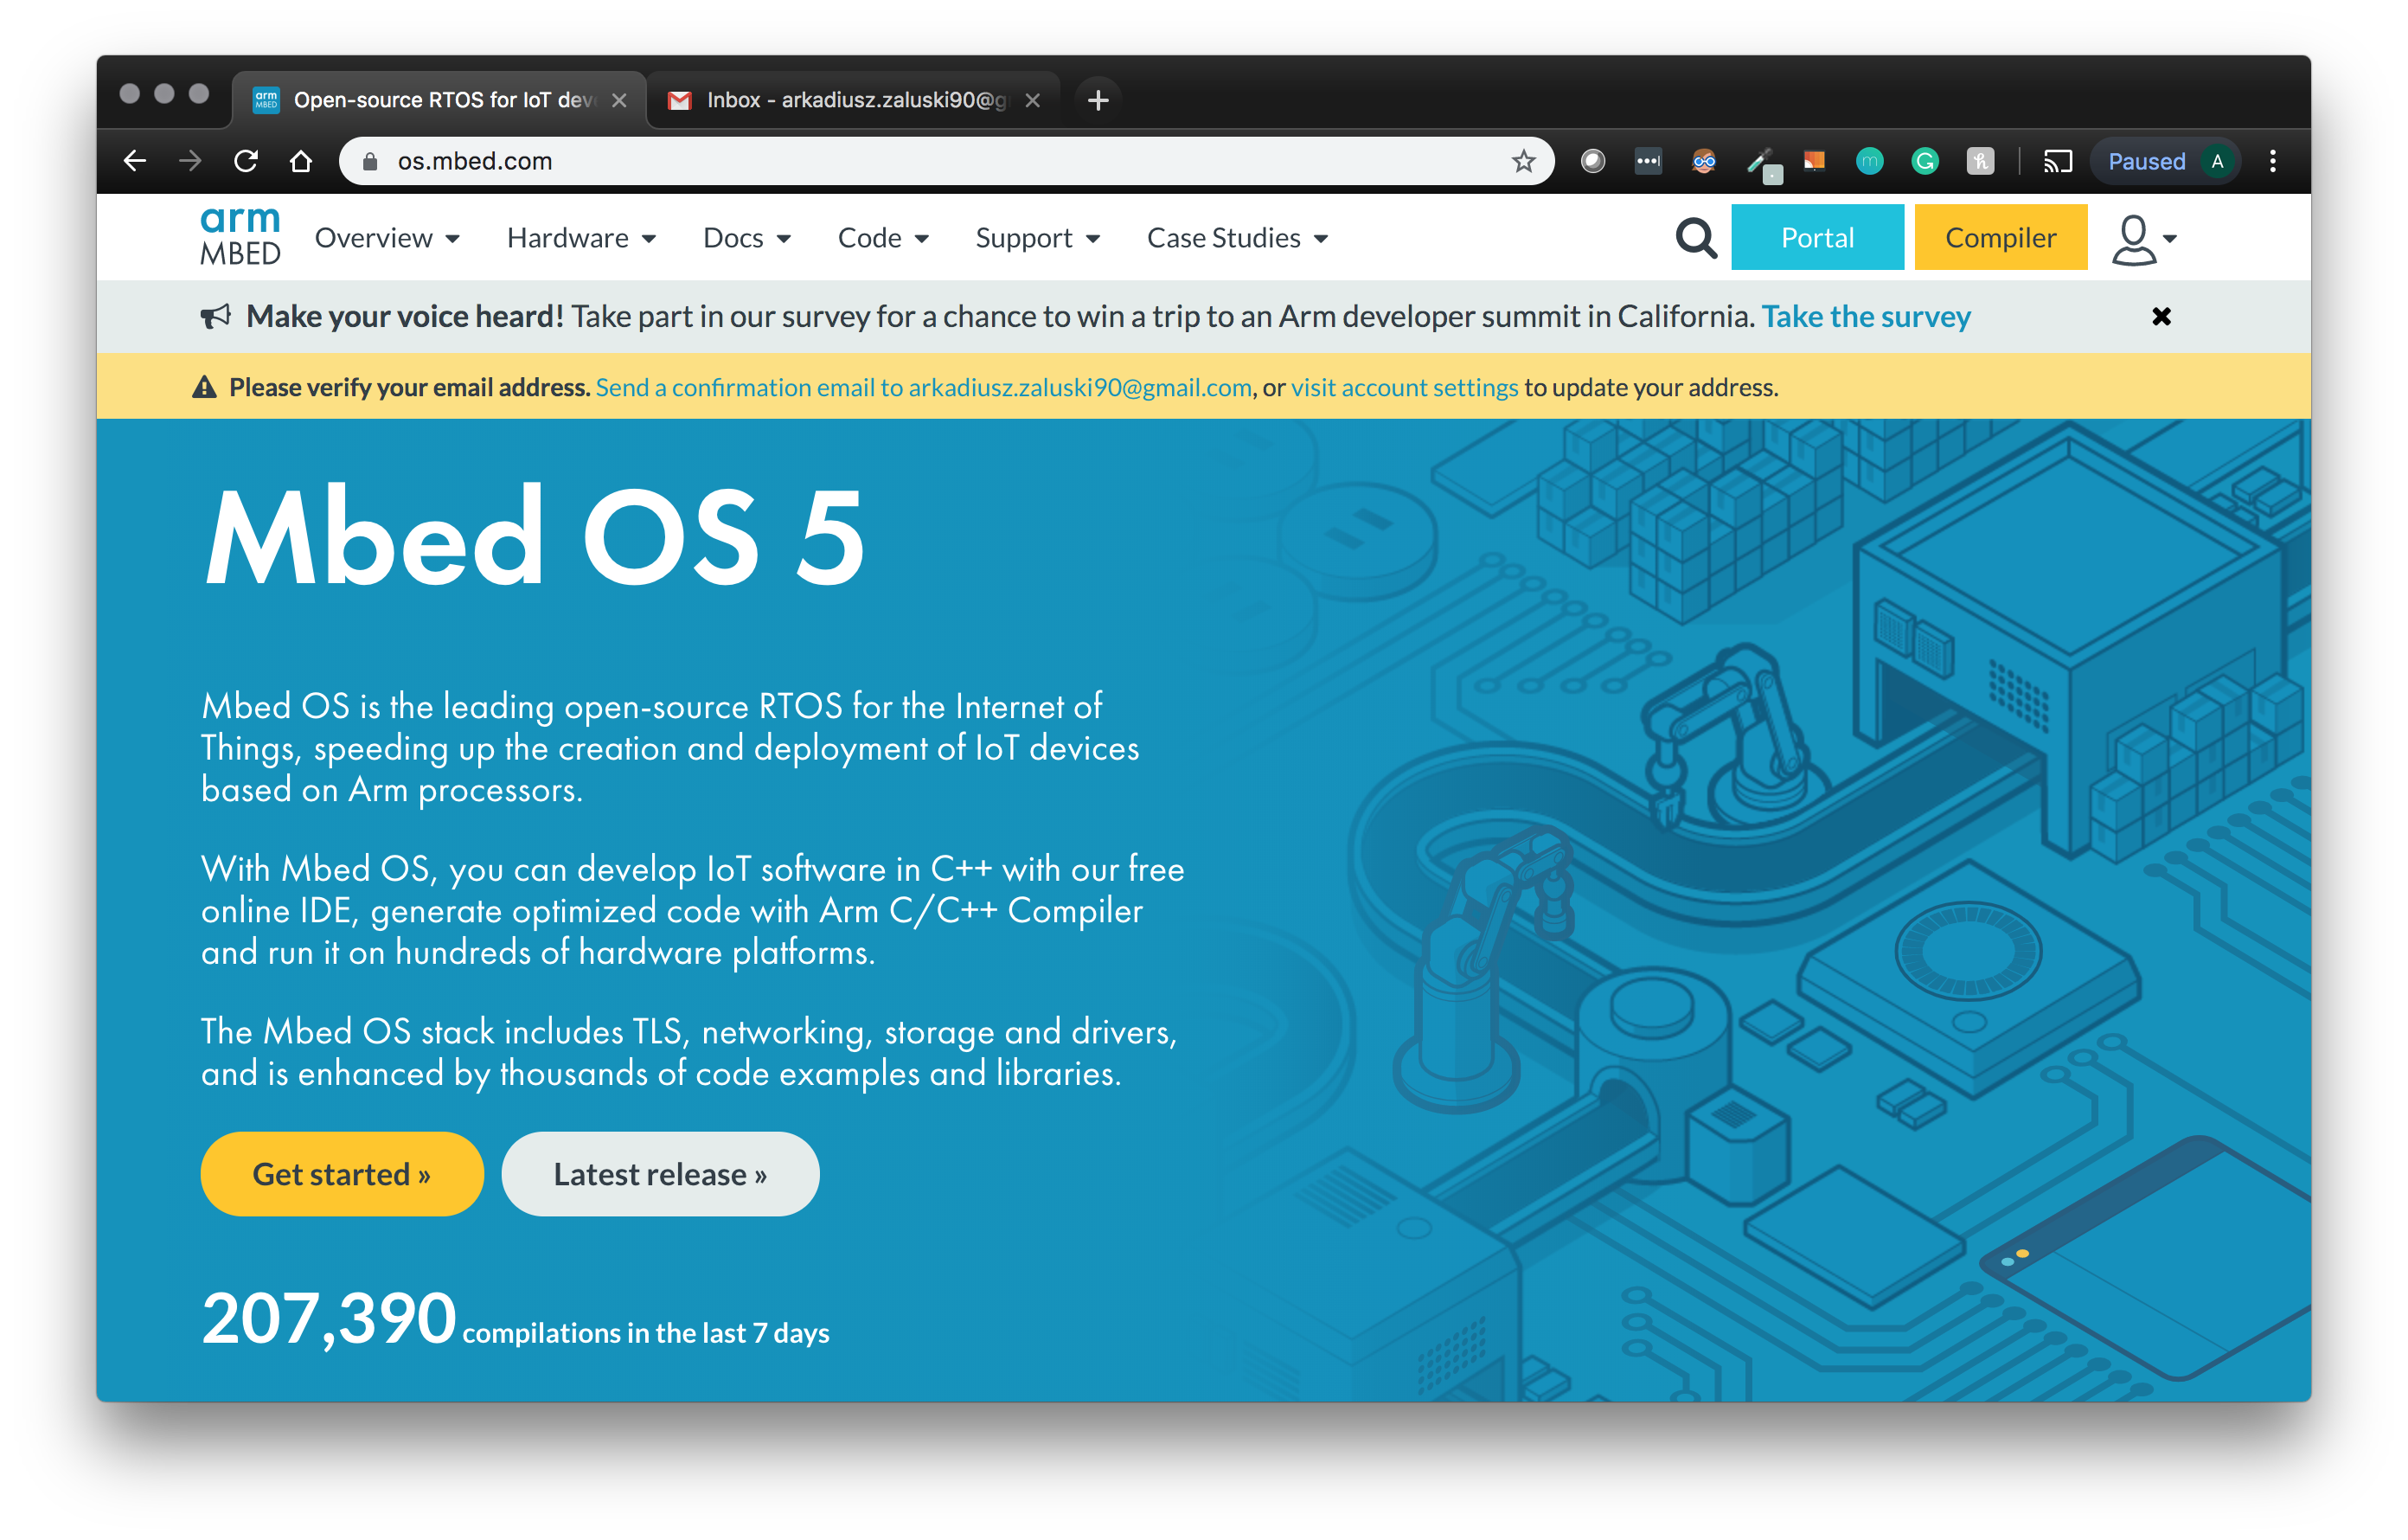 arm MBED Open-source RTOS for IoT dev
Inbox - arkadiusz.zaluski90@g
os.mbed.com
Paused A
arm MBED
Overview
Hardware
Docs
Code
Support
Case Studies
Portal
Compiler
Make your voice heard! Take part in our survey for a chance to win a trip to an Arm developer summit in California. Take the survey
Please verify your email address. Send a confirmation email to arkadiusz.zaluski90@gmail.com, or visit account settings to update your address.
Mbed OS 5
Mbed OS is the leading open-source RTOS for the Internet of
Things, speeding up the creation and deployment of IoT devices
based on Arm processors.
With Mbed OS, you can develop IoT software in C++ with our free
online IDE, generate optimized code with Arm C/C++ Compiler
and run it on hundreds of hardware platforms.
The Mbed OS stack includes TLS, networking, storage and drivers,
and is enhanced by thousands of code examples and libraries.
Get started »
Latest release »
207,390 compilations in the last 7 days